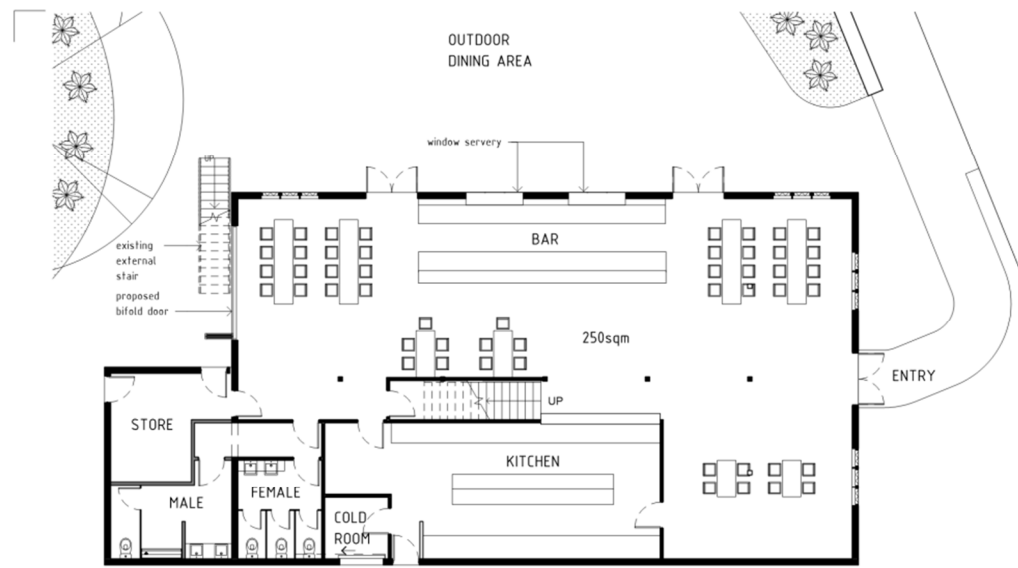 OUTDOOR
DINING AREA
window servery
UP
BAR
existing
external
stair
proposed
bifold door
250sqm
ENTRY
UP
STORE
KITCHEN
MALE
FEMALE
COLD
ROOM